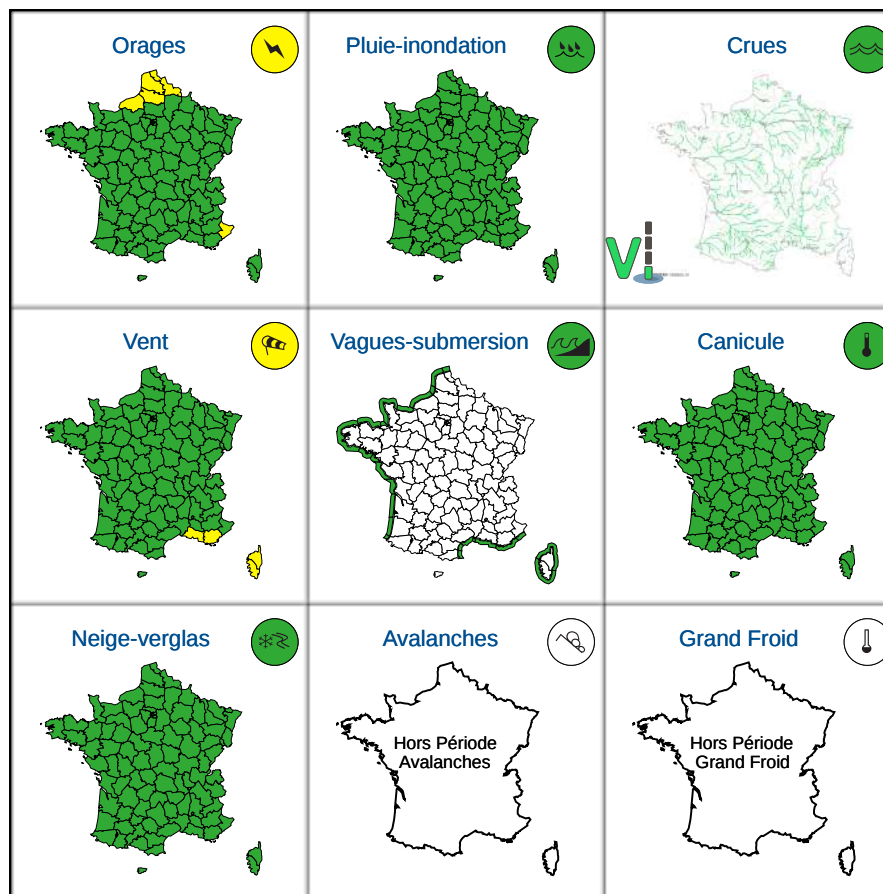 Orages
Pluie-inondation
Crues
Vent
Vagues-submersion
Canicule
Neige-verglas
Avalanches
Grand Froid
Hors Période
Avalanches
Hors Période
Grand Froid